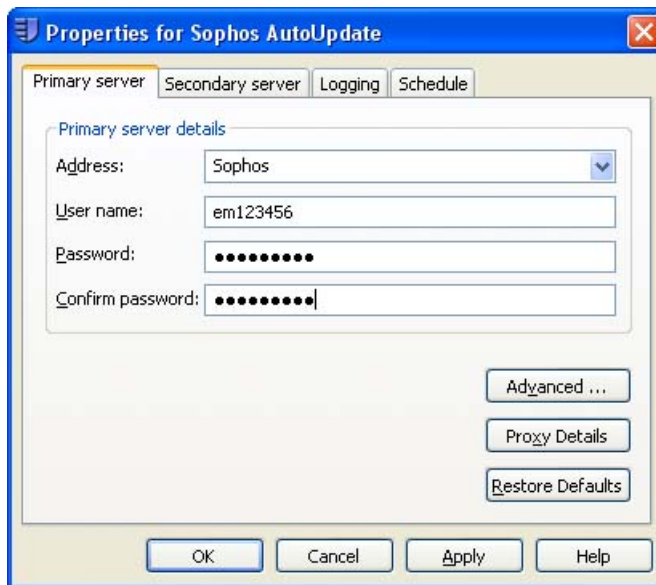 Properties for Sophos AutoUpdate
Primary server Secondary server Logging Schedule
Primary server details
Address: Sophos
User name: em123456
Password: •••••••••
Confirm password: •••••••••
Advanced ...
Proxy Details
Restore Defaults
OK Cancel Apply Help